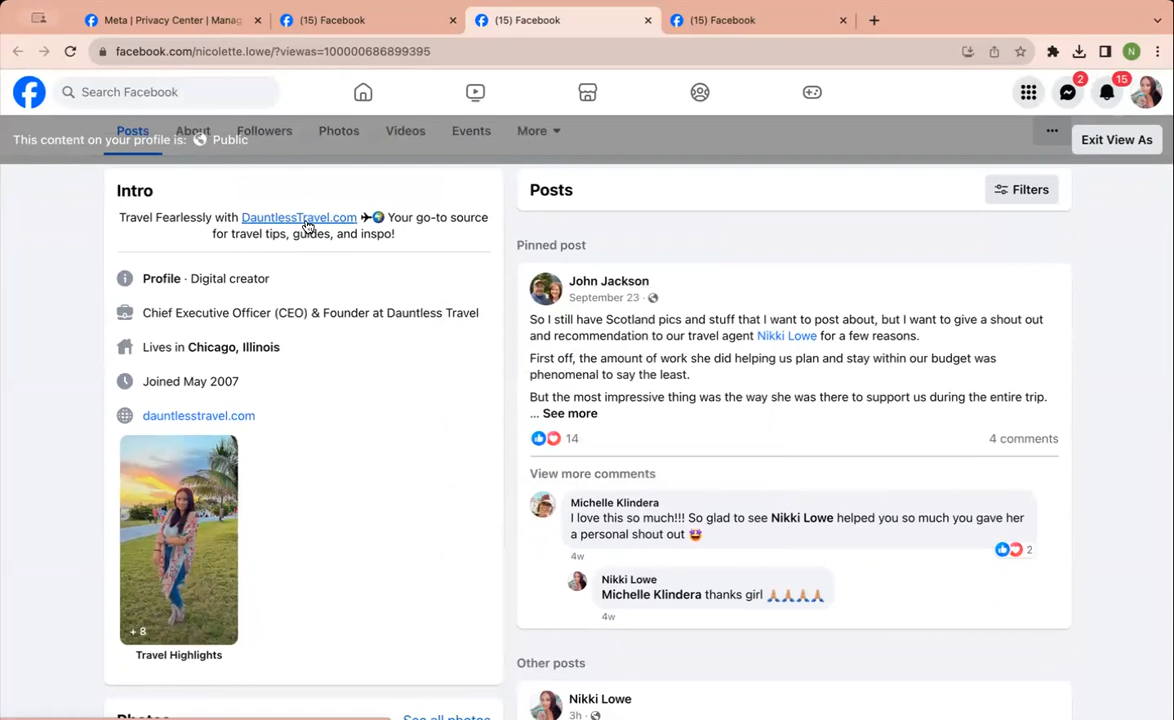 Meta | Privacy Center | Manag
(15) Facebook
(15) Facebook
(15) Facebook
facebook.com/nicolette.lowe/?viewas=100000686899395
N
Search Facebook
2
15
Posts About Followers Photos Videos Events More
This content on your profile is: Public
Exit View As
Intro
Travel Fearlessly with DauntlessTravel.com ✈🌍 Your go-to source
for travel tips, guides, and inspo!
Profile · Digital creator
Chief Executive Officer (CEO) & Founder at Dauntless Travel
Lives in Chicago, Illinois
Joined May 2007
dauntlesstravel.com
+ 8
Travel Highlights
Photos
See all photos
Posts
Filters
Pinned post
John Jackson
September 23 ·
So I still have Scotland pics and stuff that I want to post about, but I want to give a shout out
and recommendation to our travel agent Nikki Lowe for a few reasons.
First off, the amount of work she did helping us plan and stay within our budget was
phenomenal to say the least.
But the most impressive thing was the way she was there to support us during the entire trip.
... See more
14
4 comments
View more comments
Michelle Klindera
I love this so much!!! So glad to see Nikki Lowe helped you so much you gave her
a personal shout out 🤩
2
4w
Nikki Lowe
Michelle Klindera thanks girl 🙏🏽🙏🏽🙏🏽🙏🏽
4w
Other posts
Nikki Lowe
3h ·